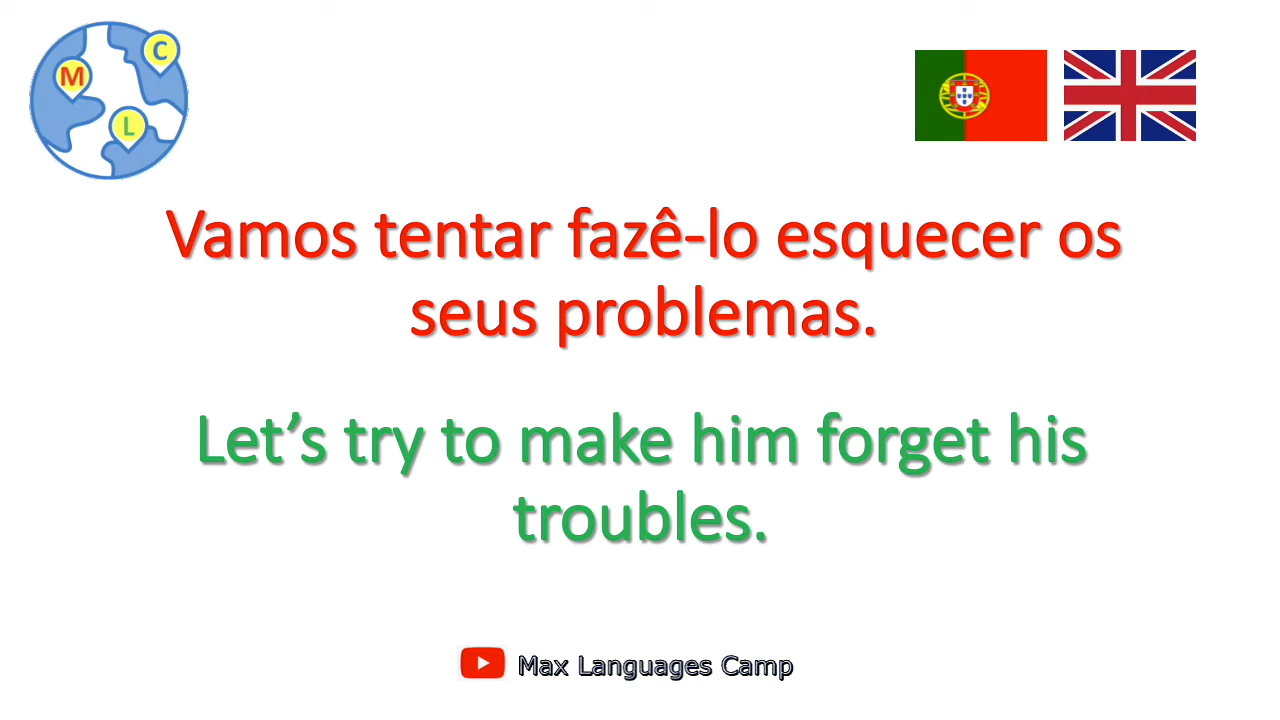 C
M
L
Vamos tentar fazê-lo esquecer os
seus problemas.
Let’s try to make him forget his
troubles.
Max Languages Camp